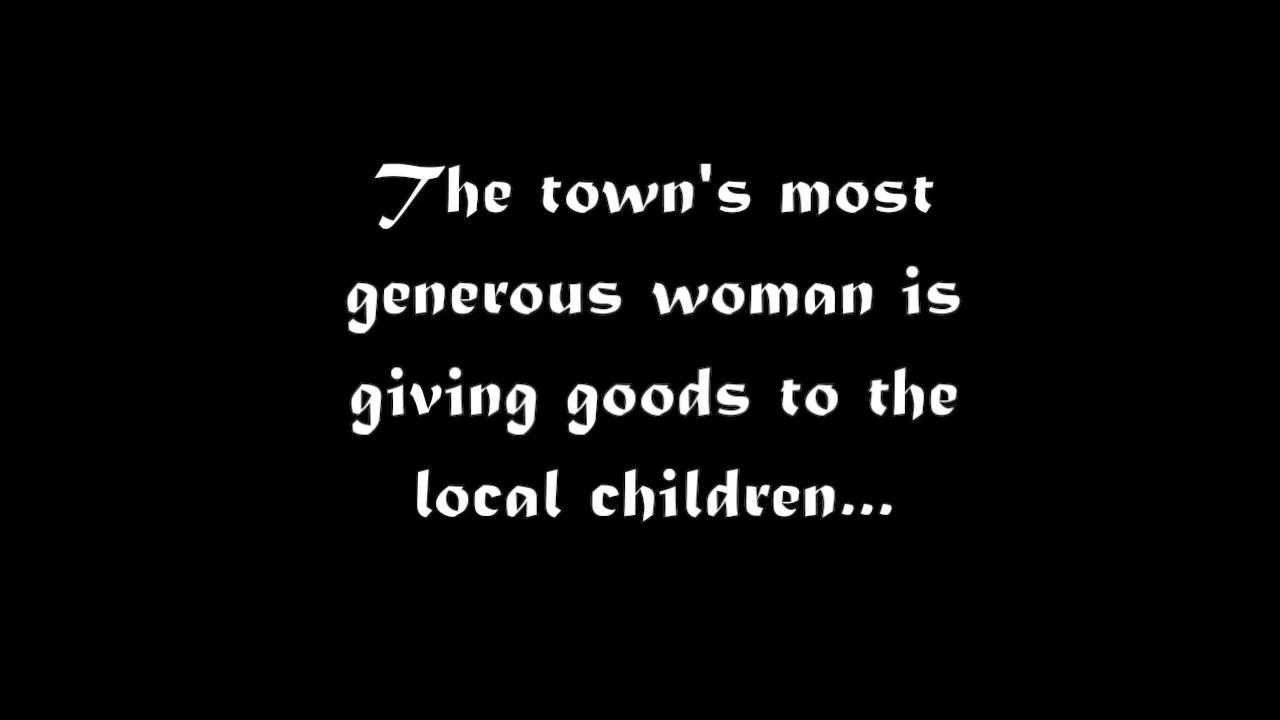 The town's most
generous woman is
giving goods to the
local children...